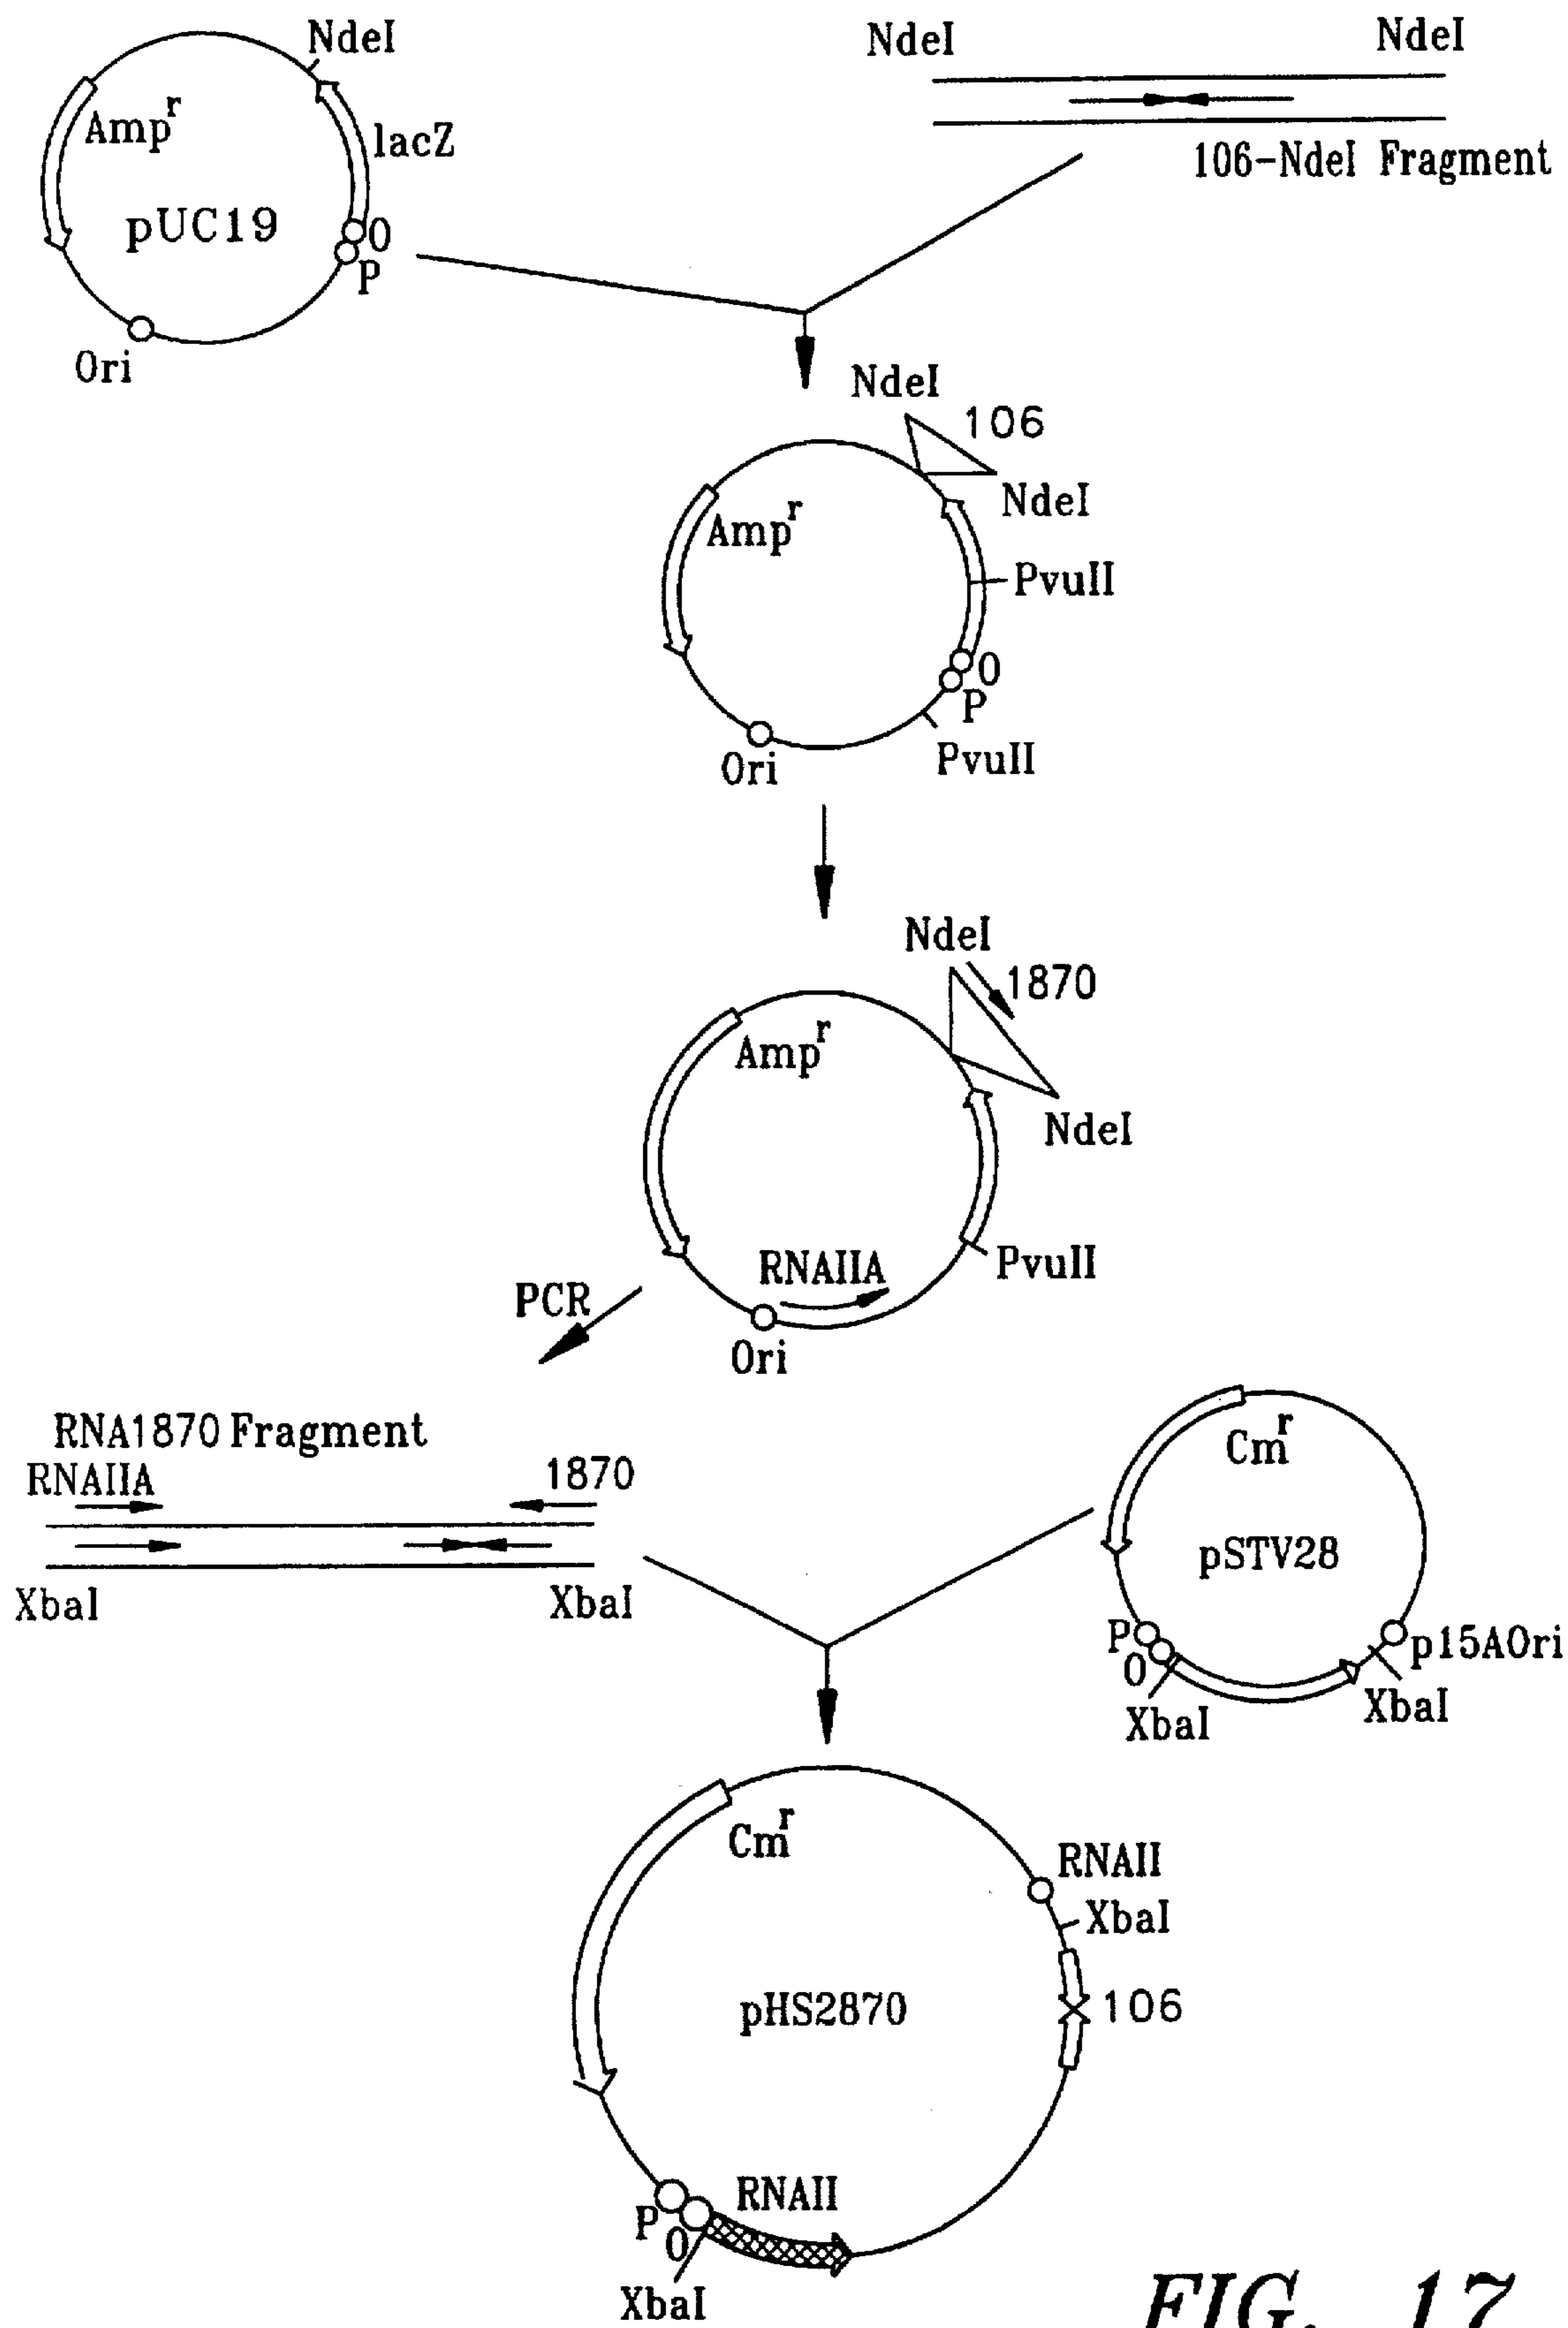 NdeI
Amp^r
lacZ
pUC19
O
P
Ori
NdeI
NdeI
106-NdeI Fragment
NdeI
106
NdeI
Amp^r
PvuII
O
P
PvuII
Ori
NdeI
1870
Amp^r
NdeI
PvuII
RNAIIA
Ori
PCR
RNA1870 Fragment
RNAIIA
1870
XbaI
XbaI
Cm^r
pSTV28
P
O
p15AOri
XbaI
XbaI
Cm^r
RNAII
XbaI
pHS2870
106
RNAII
P
O
XbaI
FIG. 17